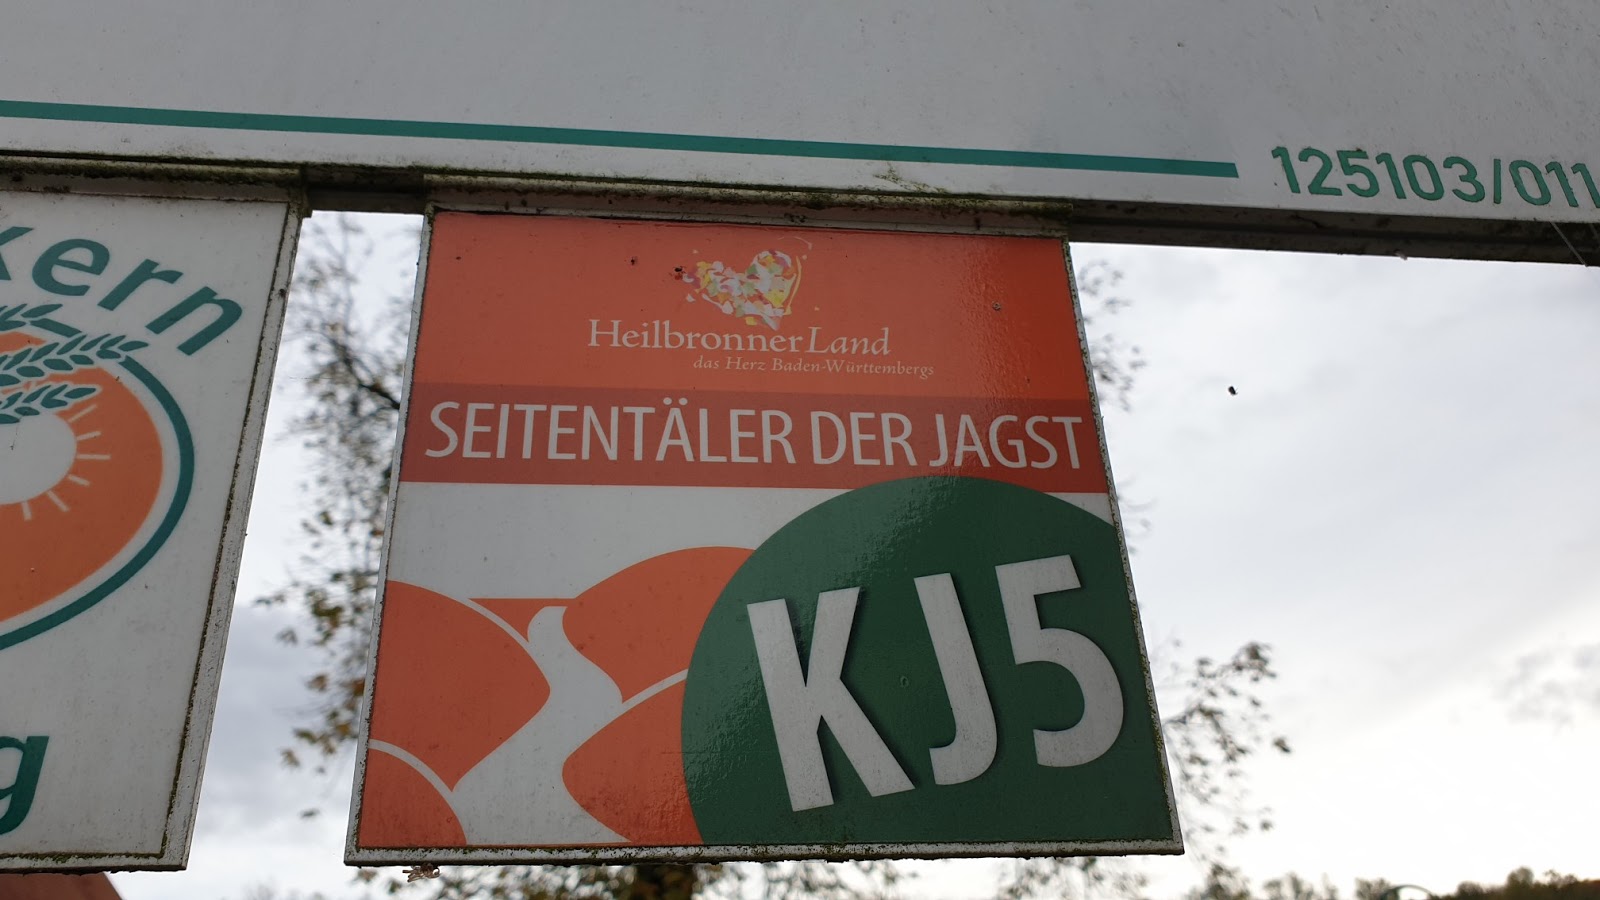 125103/011
kern
g
HeilbronnerLand
das Herz Baden-Württembergs
SEITENTÄLER DER JAGST
KJ5